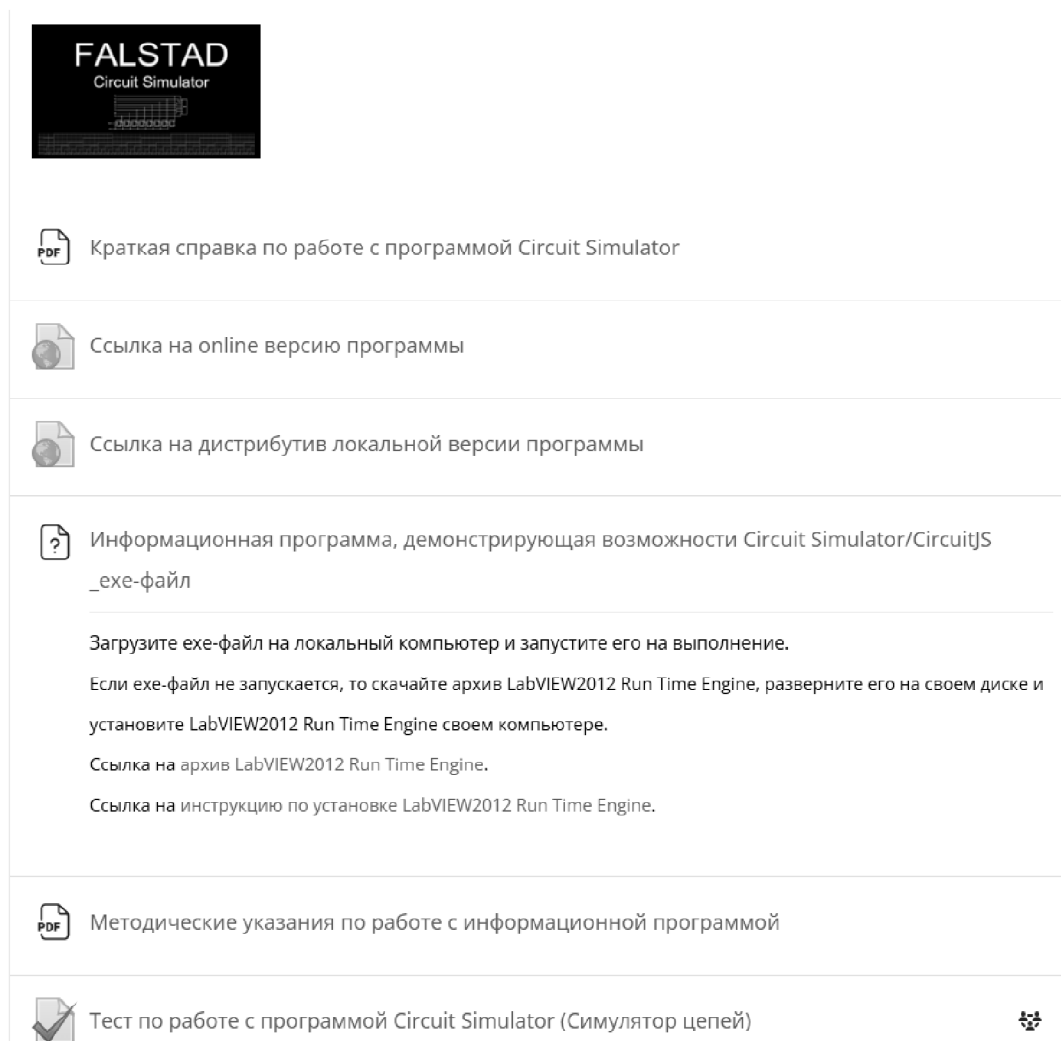 FALSTAD
Circuit Simulator
PDF
Краткая справка по работе с программой Circuit Simulator
Ссылка на online версию программы
Ссылка на дистрибутив локальной версии программы
?
Информационная программа, демонстрирующая возможности Circuit Simulator/CircuitJS
_exe-файл
Загрузите exe-файл на локальный компьютер и запустите его на выполнение.
Если exe-файл не запускается, то скачайте архив LabVIEW2012 Run Time Engine, разверните его на своем диске и
установите LabVIEW2012 Run Time Engine своем компьютере.
Ссылка на архив LabVIEW2012 Run Time Engine.
Ссылка на инструкцию по установке LabVIEW2012 Run Time Engine.
PDF
Методические указания по работе с информационной программой
Тест по работе с программой Circuit Simulator (Симулятор цепей)